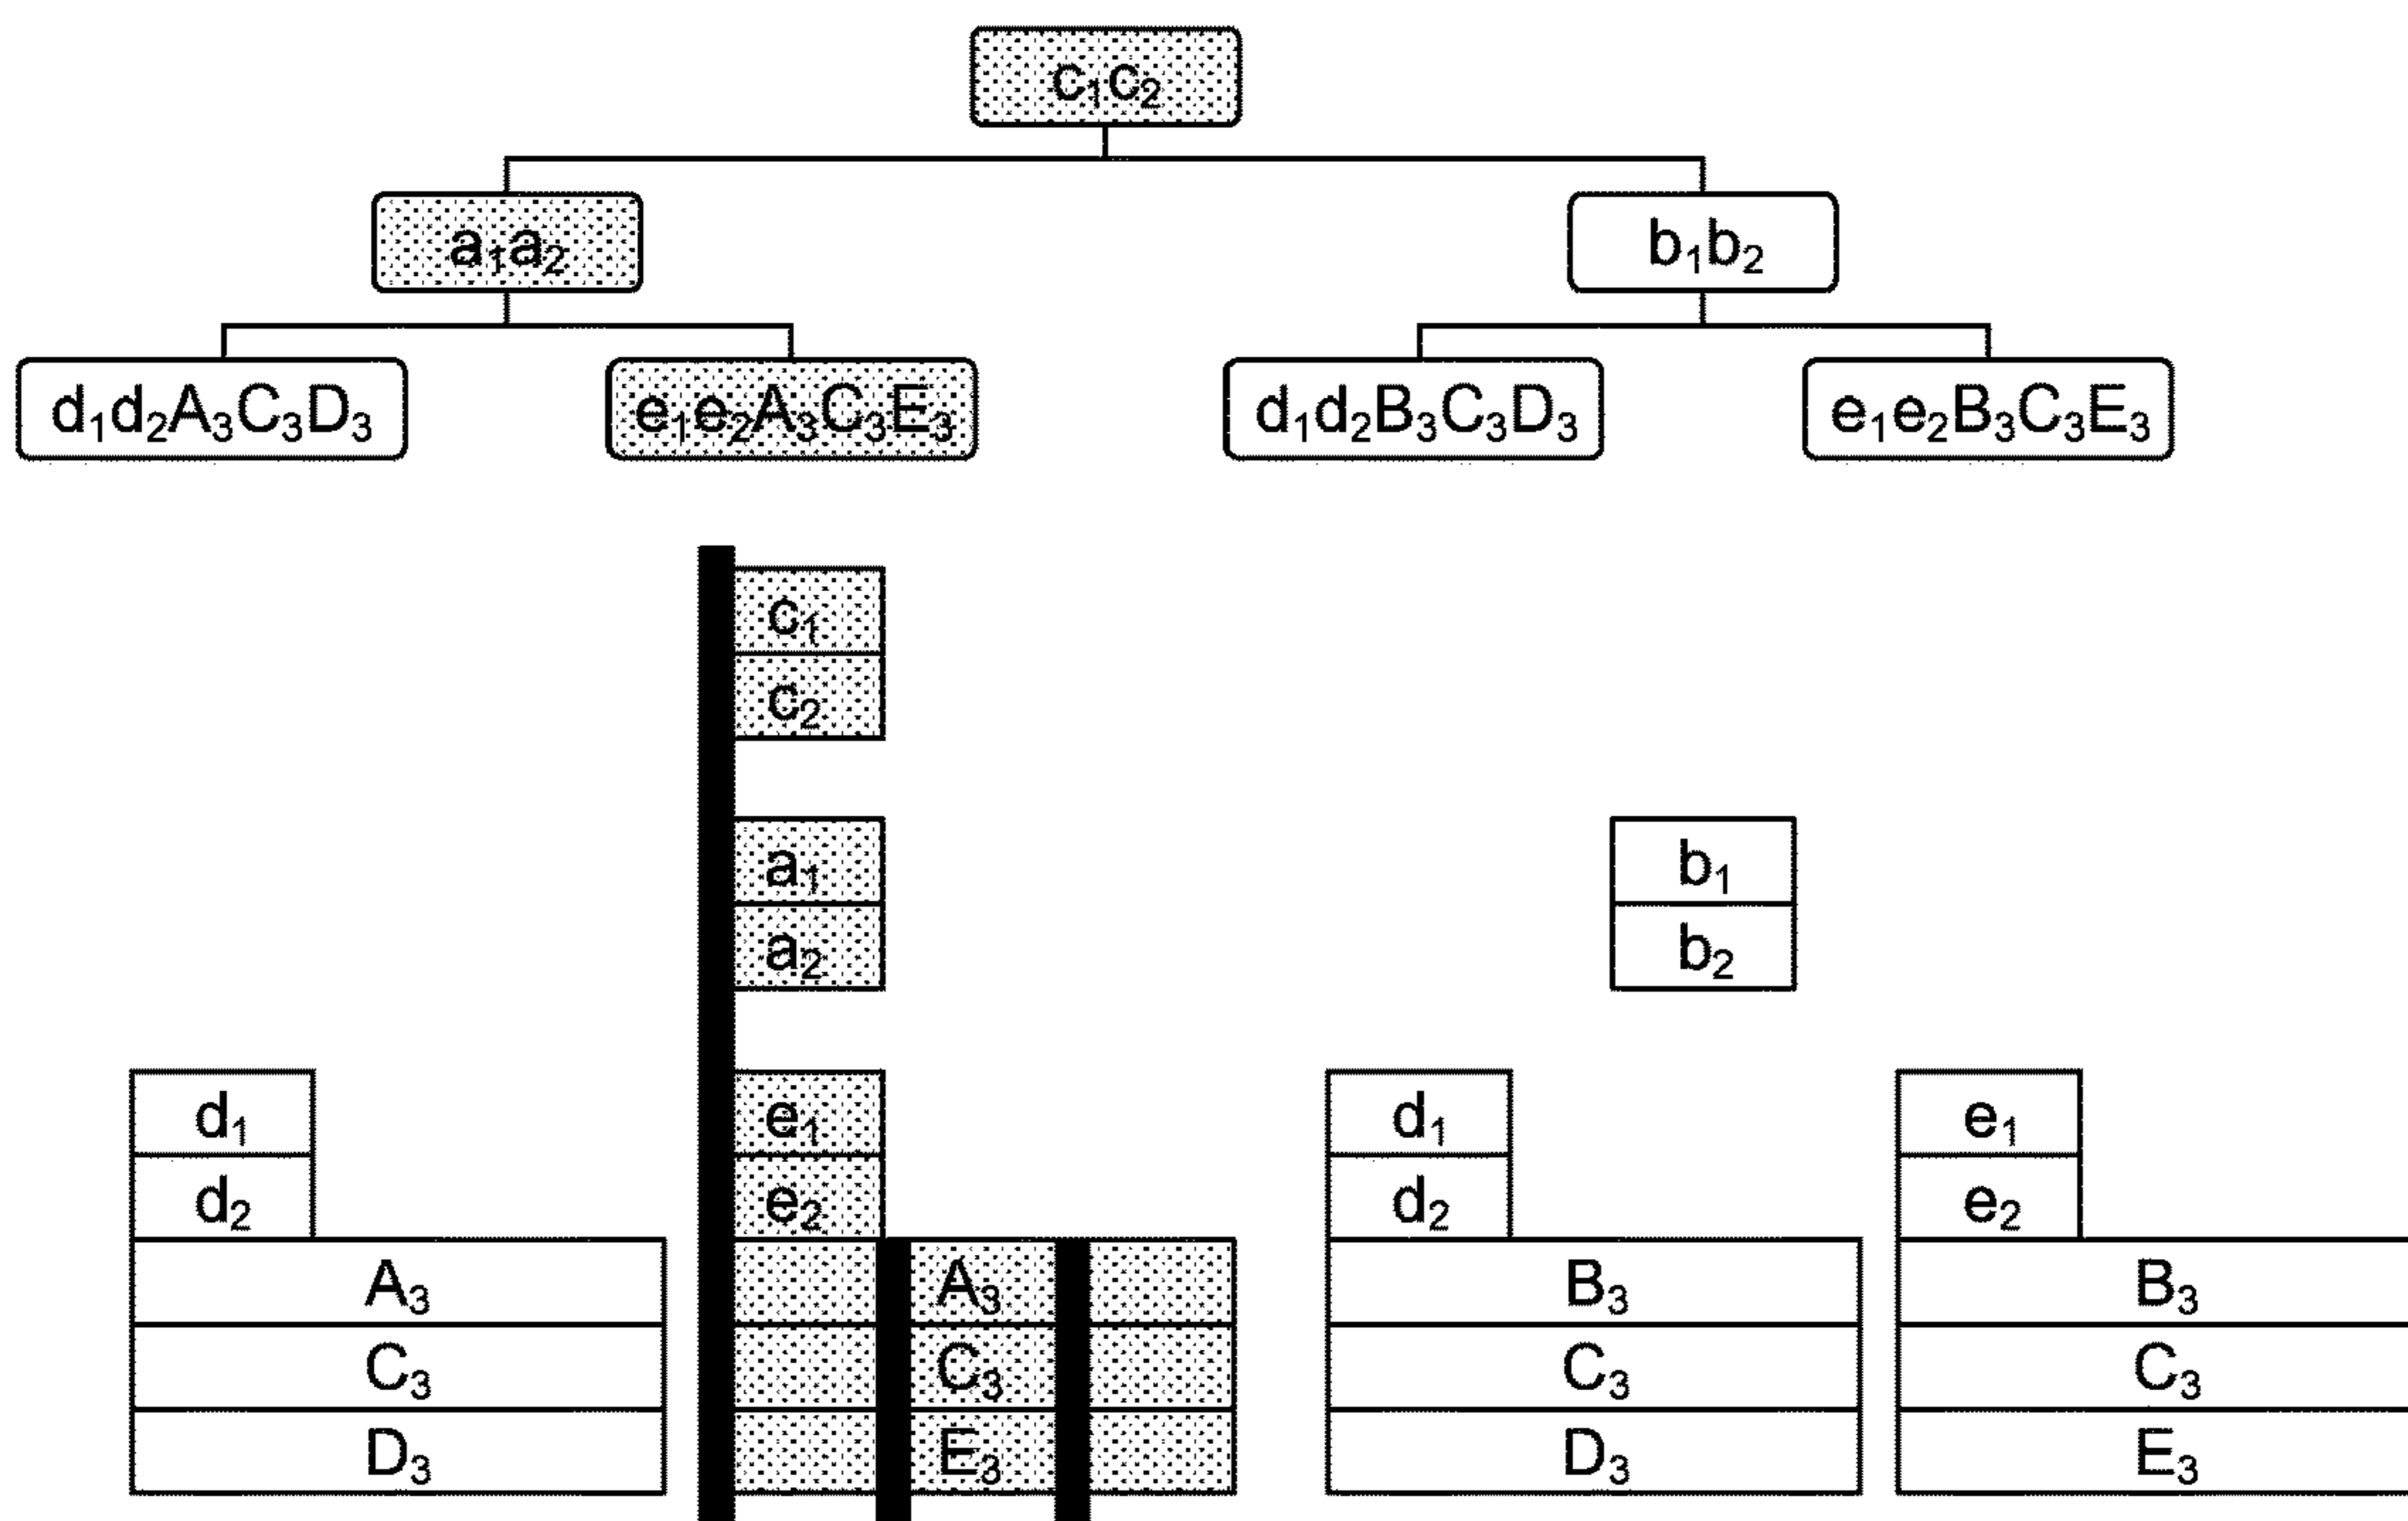 c₁c₂
a₁a₂ b₁b₂
d₁d₂A₃C₃D₃ e₁e₂A₃C₃E₃ d₁d₂B₃C₃D₃ e₁e₂B₃C₃E₃
c₁
c₂
a₁ b₁
a₂ b₂
d₁ e₁ d₁ e₁
d₂ e₂ d₂ e₂
A₃ A₃ B₃ B₃
C₃ C₃ C₃ C₃
D₃ E₃ D₃ E₃